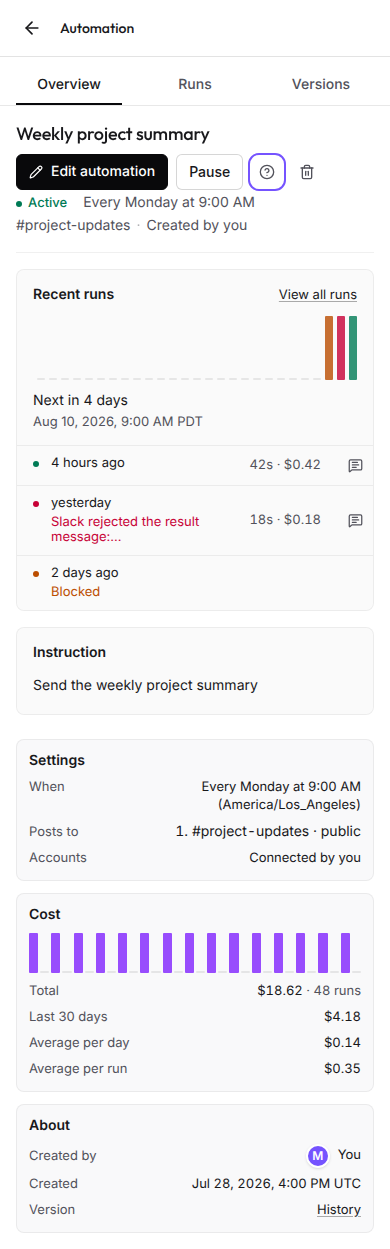 Automation
Overview Runs Versions
Weekly project summary
Edit automation Pause
Active Every Monday at 9:00 AM
#project-updates · Created by you
Recent runs View all runs
Next in 4 days
Aug 10, 2026, 9:00 AM PDT
4 hours ago 42s · $0.42
yesterday
Slack rejected the result
message:...
18s · $0.18
2 days ago
Blocked
Instruction
Send the weekly project summary
Settings
When Every Monday at 9:00 AM
(America/Los_Angeles)
Posts to 1. #project-updates · public
Accounts Connected by you
Cost
Total $18.62 · 48 runs
Last 30 days $4.18
Average per day $0.14
Average per run $0.35
About
Created by M You
Created Jul 28, 2026, 4:00 PM UTC
Version History